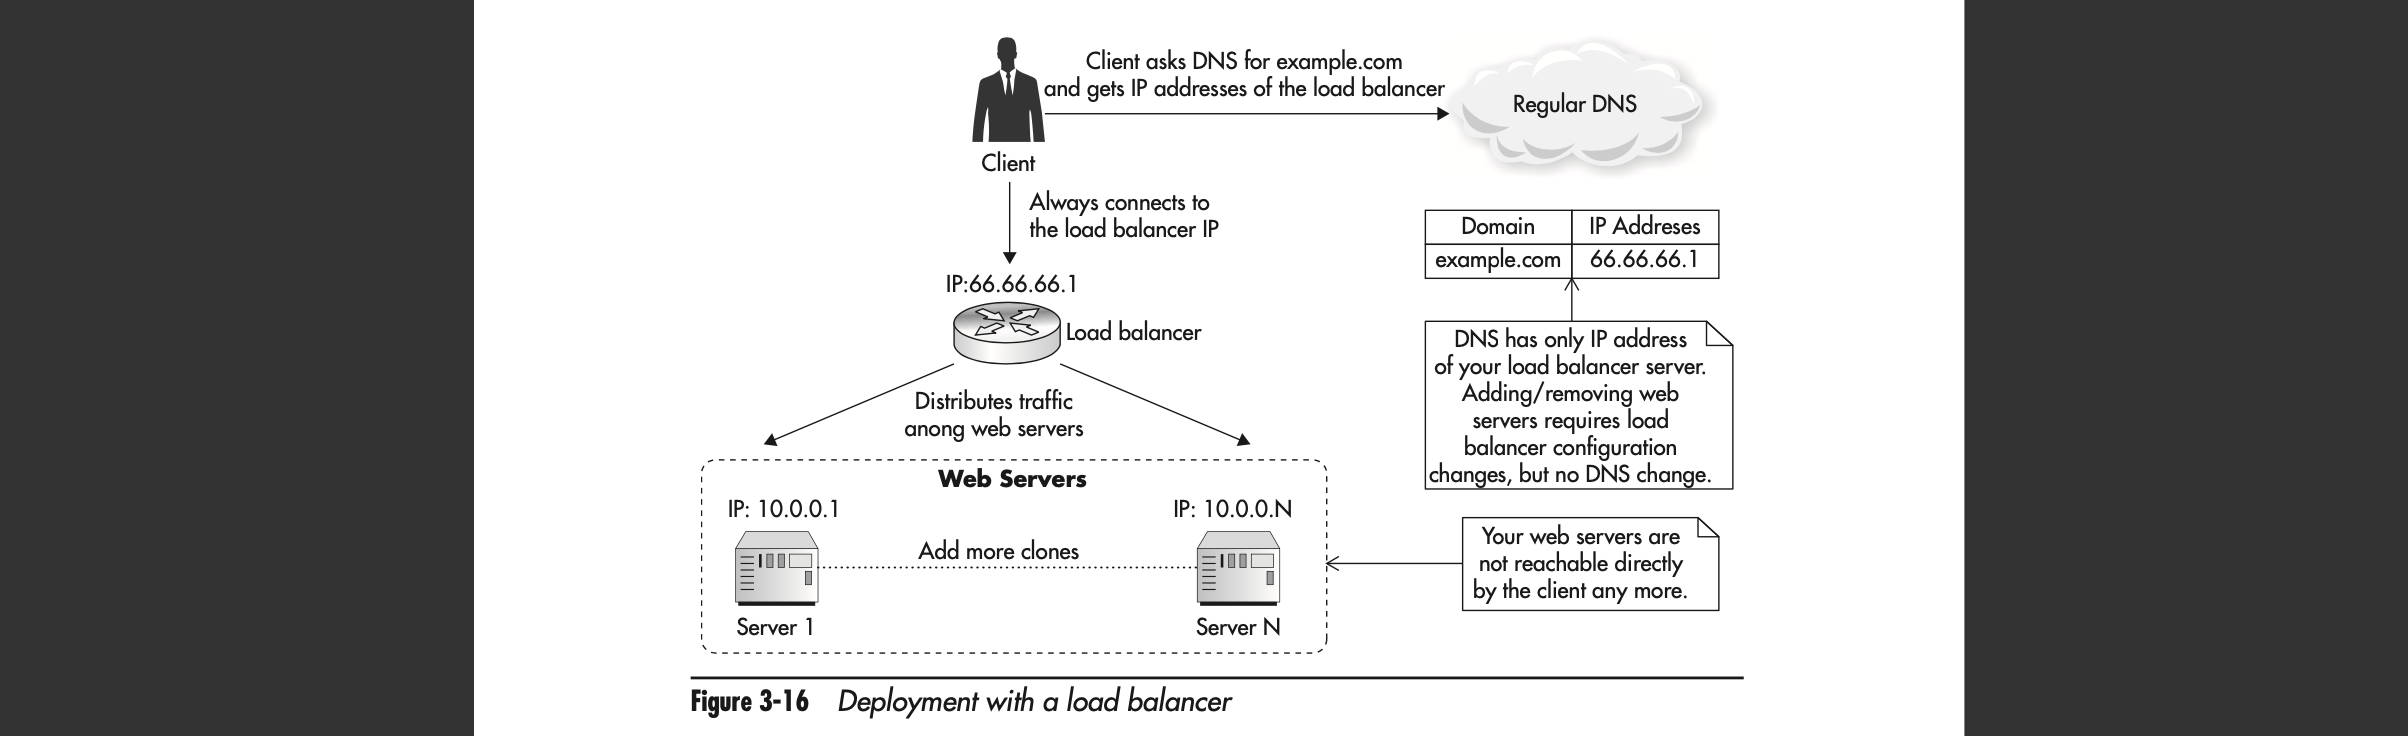 Client asks DNS for example.com
and gets IP addresses of the load balancer
Regular DNS
Client
Always connects to
the load balancer IP
Domain
IP Addreses
example.com
66.66.66.1
IP:66.66.66.1
Load balancer
DNS has only IP address
of your load balancer server.
Adding/removing web
servers requires load
balancer configuration
changes, but no DNS change.
Distributes traffic
anong web servers
Web Servers
IP: 10.0.0.1
IP: 10.0.0.N
Add more clones
Server 1
Server N
Your web servers are
not reachable directly
by the client any more.
Figure 3-16 Deployment with a load balancer